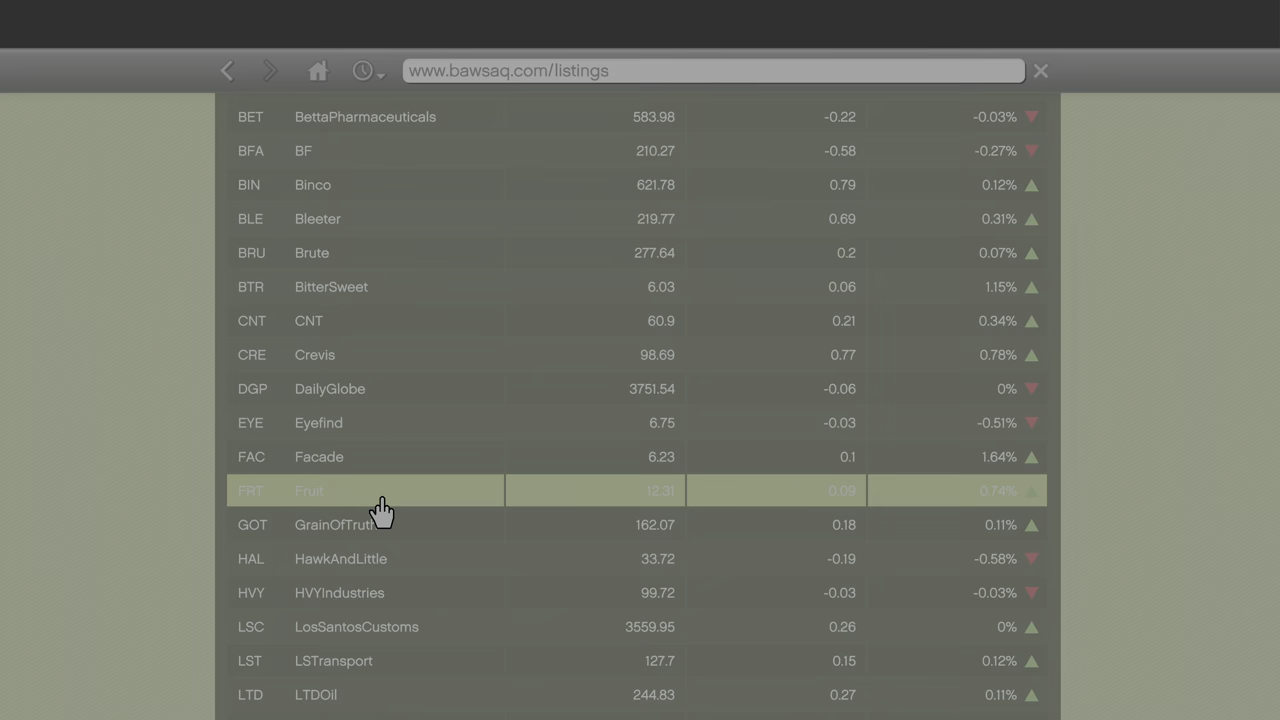 www.bawsaq.com/listings
BET BettaPharmaceuticals 583.98 -0.22 -0.03%
BFA BF 210.27 -0.58 -0.27%
BIN Binco 621.78 0.79 0.12%
BLE Bleeter 219.77 0.69 0.31%
BRU Brute 277.64 0.2 0.07%
BTR BitterSweet 6.03 0.06 1.15%
CNT CNT 60.9 0.21 0.34%
CRE Crevis 98.69 0.77 0.78%
DGP DailyGlobe 3751.54 -0.06 0%
EYE Eyefind 6.75 -0.03 -0.51%
FAC Facade 6.23 0.1 1.64%
FRT Fruit 12.31 0.09 0.74%
GOT GrainOfTruth 162.07 0.18 0.11%
HAL HawkAndLittle 33.72 -0.19 -0.58%
HVY HVYIndustries 99.72 -0.03 -0.03%
LSC LosSantosCustoms 3559.95 0.26 0%
LST LSTransport 127.7 0.15 0.12%
LTD LTDOil 244.83 0.27 0.11%